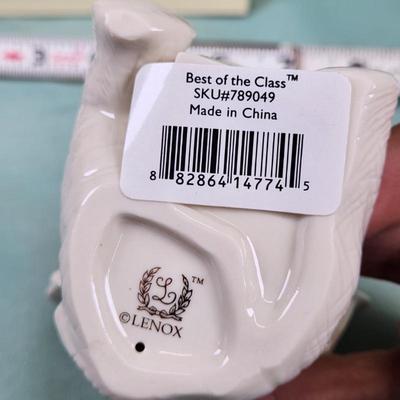 Best of the Class™
SKU#789049
Made in China
8 82864 14774 5
L ™
©LENOX